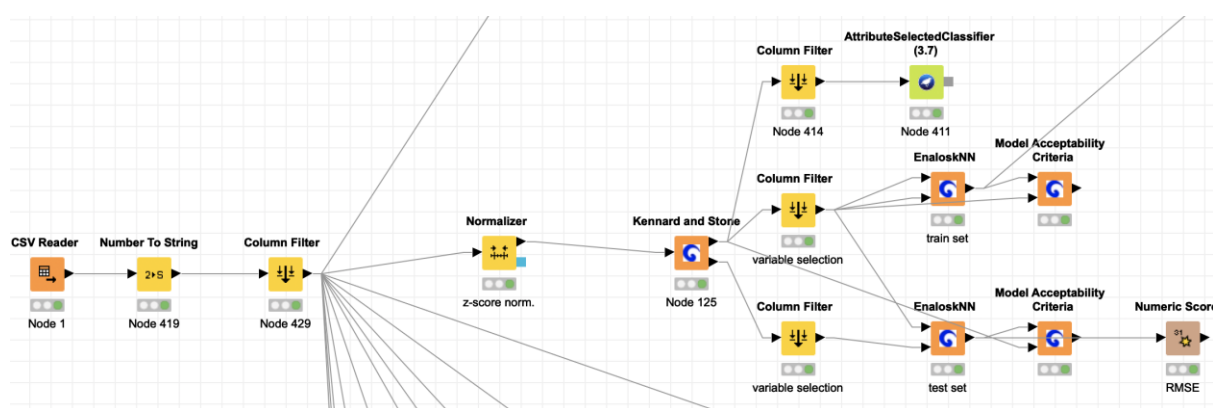 Column Filter
AttributeSelectedClassifier
(3.7)
Node 414
Node 411
Column Filter
EnaloskNN
Model Acceptability
Criteria
variable selection
train set
CSV Reader
Number To String
Column Filter
Normalizer
Kennard and Stone
2▸S
Node 1
Node 419
Node 429
z-score norm.
Node 125
Column Filter
EnaloskNN
Model Acceptability
Criteria
Numeric Score
variable selection
test set
RMSE